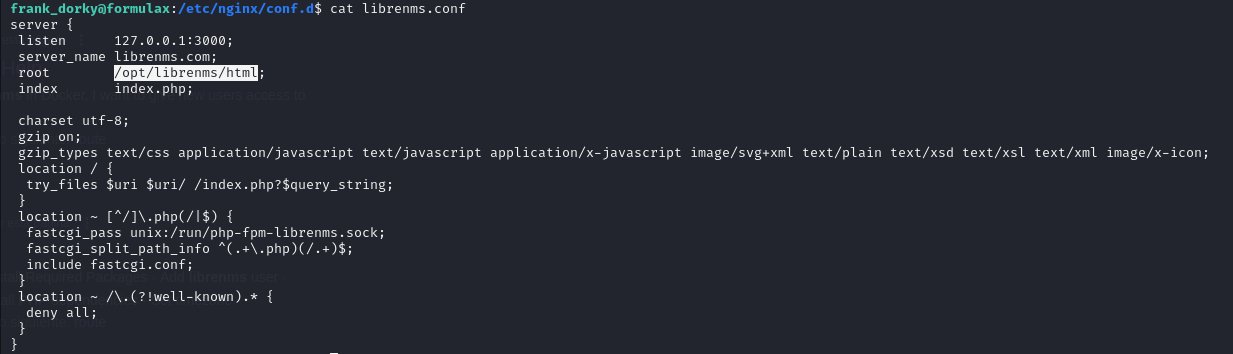 frank_dorky@formulax:/etc/nginx/conf.d$ cat librenms.conf
server {
 listen      127.0.0.1:3000;
 server_name librenms.com;
 root        /opt/librenms/html;
 index       index.php;

 charset utf-8;
 gzip on;
 gzip_types text/css application/javascript text/javascript application/x-javascript image/svg+xml text/plain text/xsd text/xsl text/xml image/x-icon;
 location / {
  try_files $uri $uri/ /index.php?$query_string;
 }
 location ~ [^/]\.php(/|$) {
  fastcgi_pass unix:/run/php-fpm-librenms.sock;
  fastcgi_split_path_info ^(.+\.php)(/.+)$;
  include fastcgi.conf;
 }
 location ~ /\.(?!well-known).* {
  deny all;
 }
}